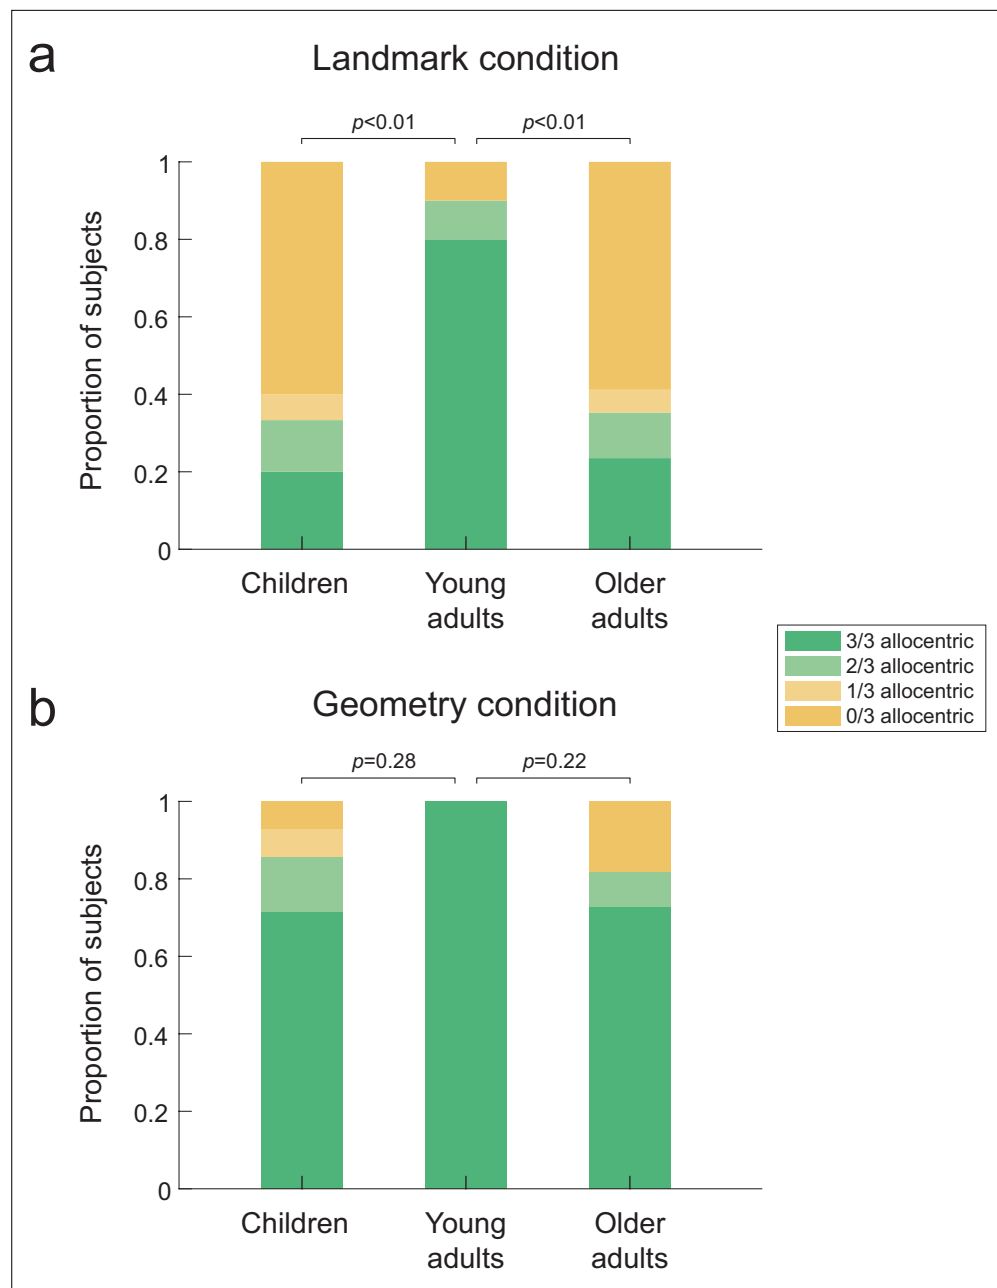 a
Landmark condition
p<0.01 p<0.01
1
0.8
0.6
0.4
0.2
0
Proportion of subjects
Children Young adults Older adults
3/3 allocentric
2/3 allocentric
1/3 allocentric
0/3 allocentric
b
Geometry condition
p=0.28 p=0.22
1
0.8
0.6
0.4
0.2
0
Proportion of subjects
Children Young adults Older adults